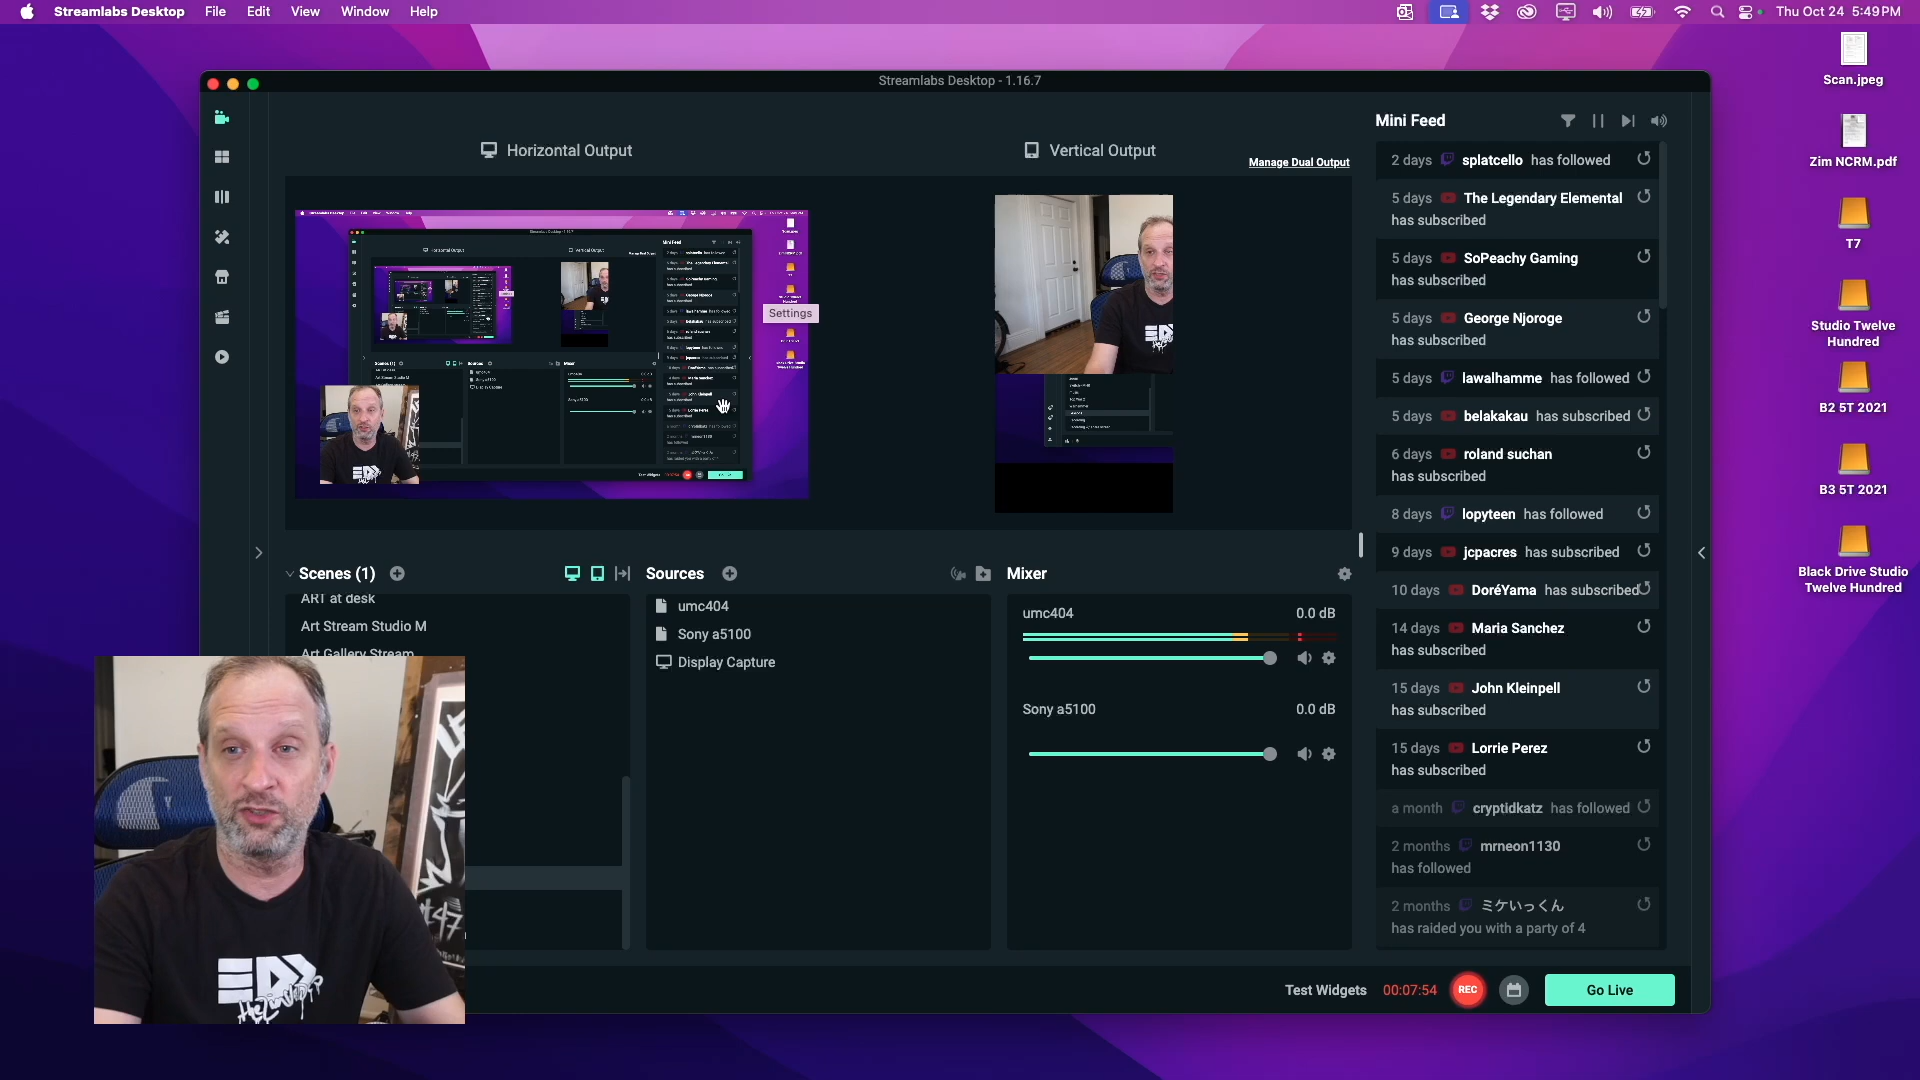 Streamlabs Desktop File Edit View Window Help
Thu Oct 24 5:49 PM
Streamlabs Desktop - 1.16.7
Horizontal Output
Vertical Output
Manage Dual Output
Settings
Scenes (1)
ART at desk
Art Stream Studio M
Art Gallery Stream
Sources
umc404
Sony a5100
Display Capture
Mixer
umc404 0.0 dB
Sony a5100 0.0 dB
Mini Feed
2 days splatcello has followed
5 days The Legendary Elemental
has subscribed
5 days SoPeachy Gaming
has subscribed
5 days George Njoroge
has subscribed
5 days lawalhamme has followed
5 days belakakau has subscribed
6 days roland suchan
has subscribed
8 days lopyteen has followed
9 days jcpacres has subscribed
10 days DoréYama has subscribed
14 days Maria Sanchez
has subscribed
15 days John Kleinpell
has subscribed
15 days Lorrie Perez
has subscribed
a month cryptidkatz has followed
2 months mrneon1130
has followed
2 months ミケいっくん
has raided you with a party of 4
Test Widgets 00:07:54 REC Go Live
Scan.jpeg
Zim NCRM.pdf
T7
Studio Twelve
Hundred
B2 5T 2021
B3 5T 2021
Black Drive Studio
Twelve Hundred